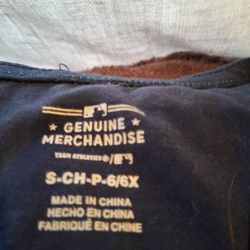 ★ GENUINE ★
MERCHANDISE
TEAM ATHLETICS®/
S-CH-P-6/6X
MADE IN CHINA
HECHO EN CHINA
FABRIQUÉ EN CHINE